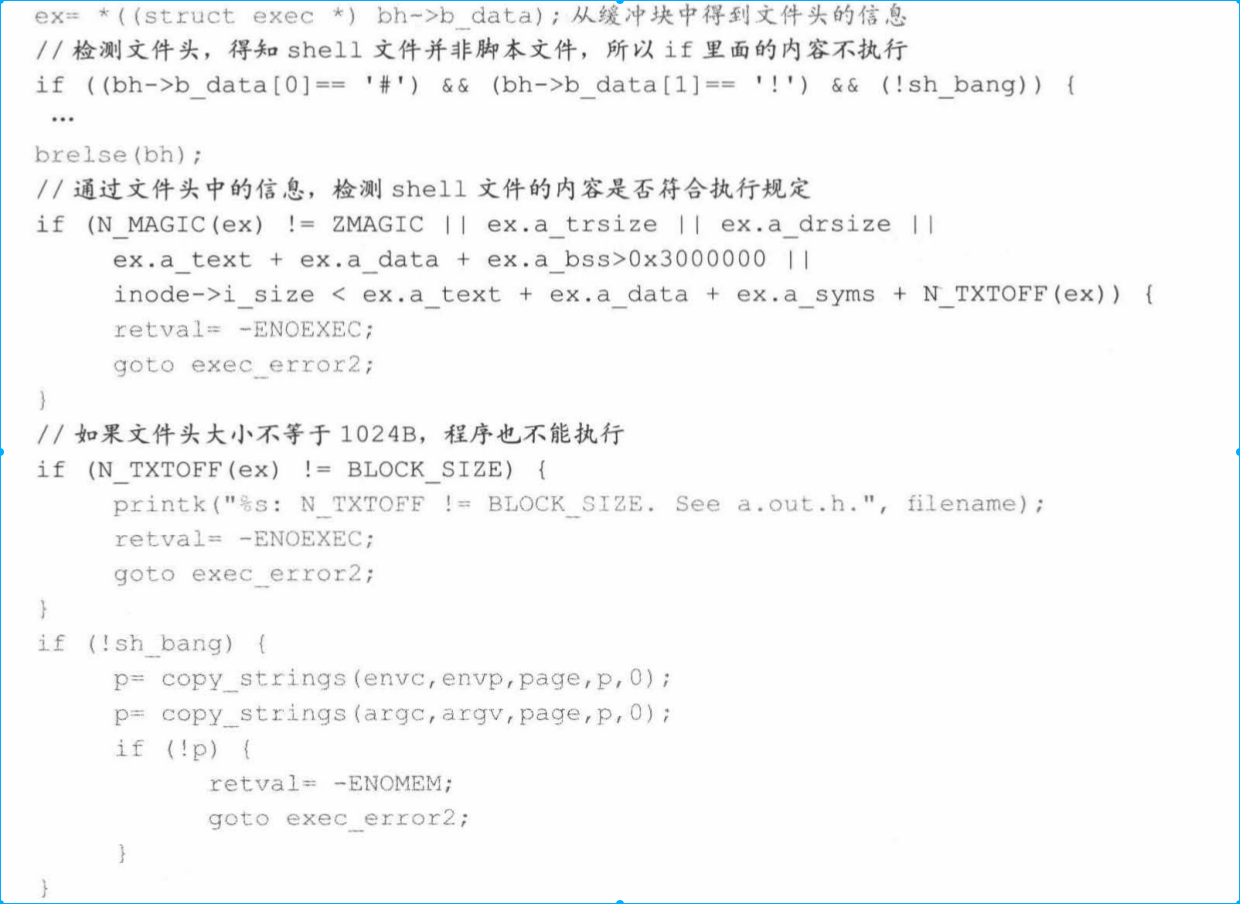 ex= *((struct exec *) bh->b_data); 从缓冲块中得到文件头的信息
// 检测文件头，得知 shell 文件并非脚本文件，所以 if 里面的内容不执行
if ((bh->b_data[0]== '#') && (bh->b_data[1]== '!') && (!sh_bang)) {
…
brelse(bh);
// 通过文件头中的信息，检测 shell 文件的内容是否符合执行规定
if (N_MAGIC(ex) != ZMAGIC || ex.a_trsize || ex.a_drsize ||
ex.a_text + ex.a_data + ex.a_bss>0x3000000 ||
inode->i_size < ex.a_text + ex.a_data + ex.a_syms + N_TXTOFF(ex)) {
retval= -ENOEXEC;
goto exec_error2;
}
// 如果文件头大小不等于 1024B，程序也不能执行
if (N_TXTOFF(ex) != BLOCK_SIZE) {
printk("%s: N_TXTOFF != BLOCK_SIZE. See a.out.h.", filename);
retval= -ENOEXEC;
goto exec_error2;
}
if (!sh_bang) {
p= copy_strings(envc,envp,page,p,0);
p= copy_strings(argc,argv,page,p,0);
if (!p) {
retval= -ENOMEM;
goto exec_error2;
}
}